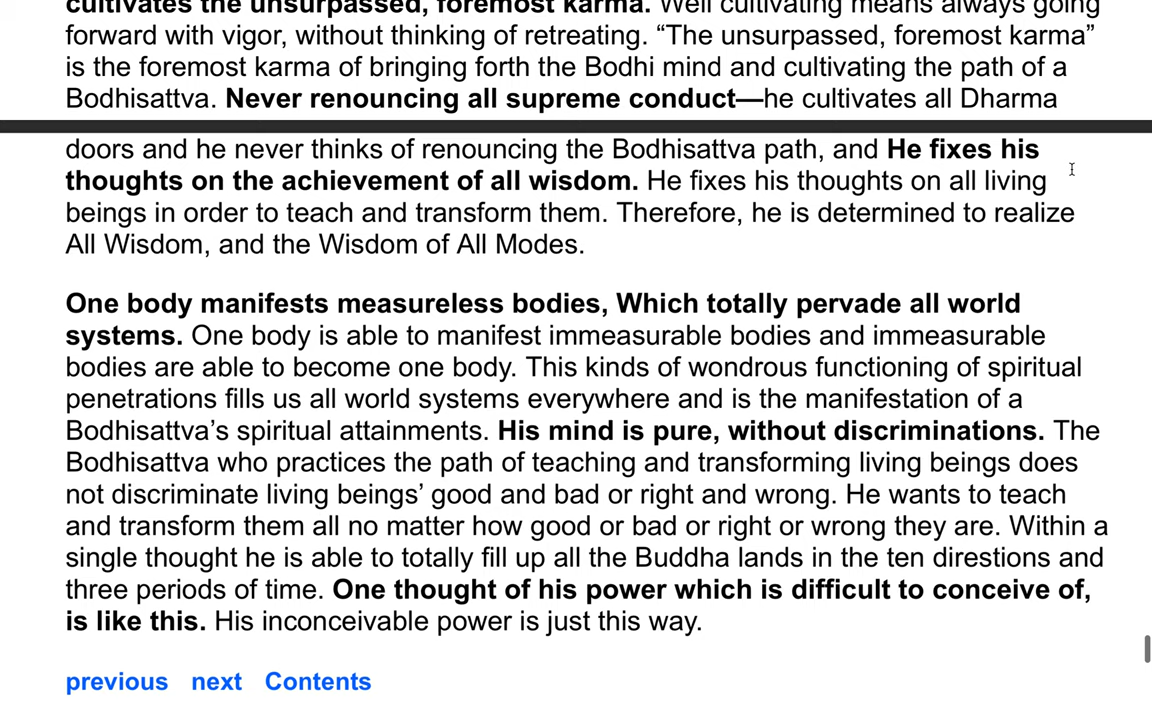 cultivates the unsurpassed, foremost karma. Well cultivating means always going
forward with vigor, without thinking of retreating. “The unsurpassed, foremost karma”
is the foremost karma of bringing forth the Bodhi mind and cultivating the path of a
Bodhisattva. Never renouncing all supreme conduct—he cultivates all Dharma
doors and he never thinks of renouncing the Bodhisattva path, and He fixes his
thoughts on the achievement of all wisdom. He fixes his thoughts on all living
beings in order to teach and transform them. Therefore, he is determined to realize
All Wisdom, and the Wisdom of All Modes.
One body manifests measureless bodies, Which totally pervade all world
systems. One body is able to manifest immeasurable bodies and immeasurable
bodies are able to become one body. This kinds of wondrous functioning of spiritual
penetrations fills us all world systems everywhere and is the manifestation of a
Bodhisattva’s spiritual attainments. His mind is pure, without discriminations. The
Bodhisattva who practices the path of teaching and transforming living beings does
not discriminate living beings’ good and bad or right and wrong. He wants to teach
and transform them all no matter how good or bad or right or wrong they are. Within a
single thought he is able to totally fill up all the Buddha lands in the ten direstions and
three periods of time. One thought of his power which is difficult to conceive of,
is like this. His inconceivable power is just this way.
previous next Contents